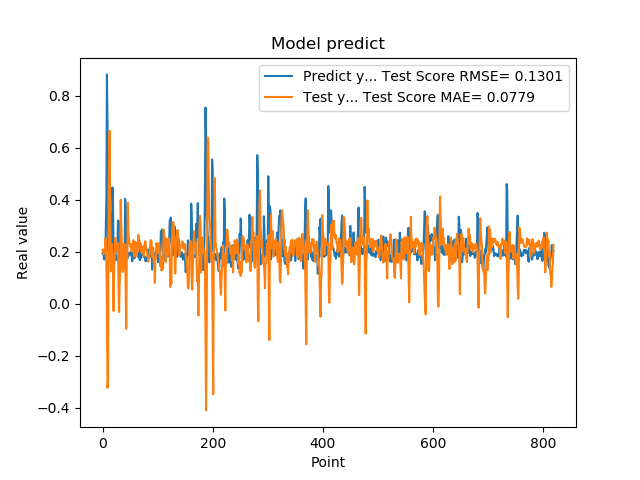 Model predict
Predict y... Test Score RMSE= 0.1301
Test y... Test Score MAE= 0.0779
Real value
0.8
0.6
0.4
0.2
0.0
−0.2
−0.4
0 200 400 600 800
Point